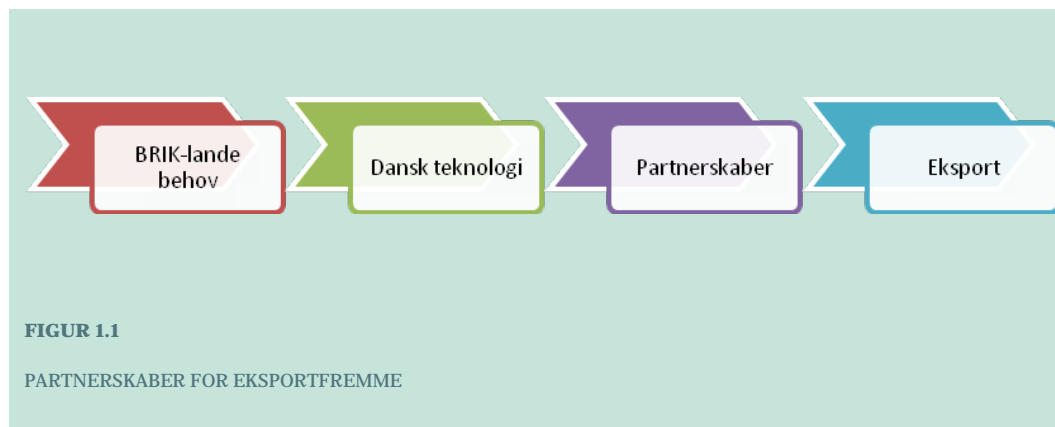 BRIK-lande
behov
Dansk teknologi
Partnerskaber
Eksport
FIGUR 1.1
PARTNERSKABER FOR EKSPORTFREMME